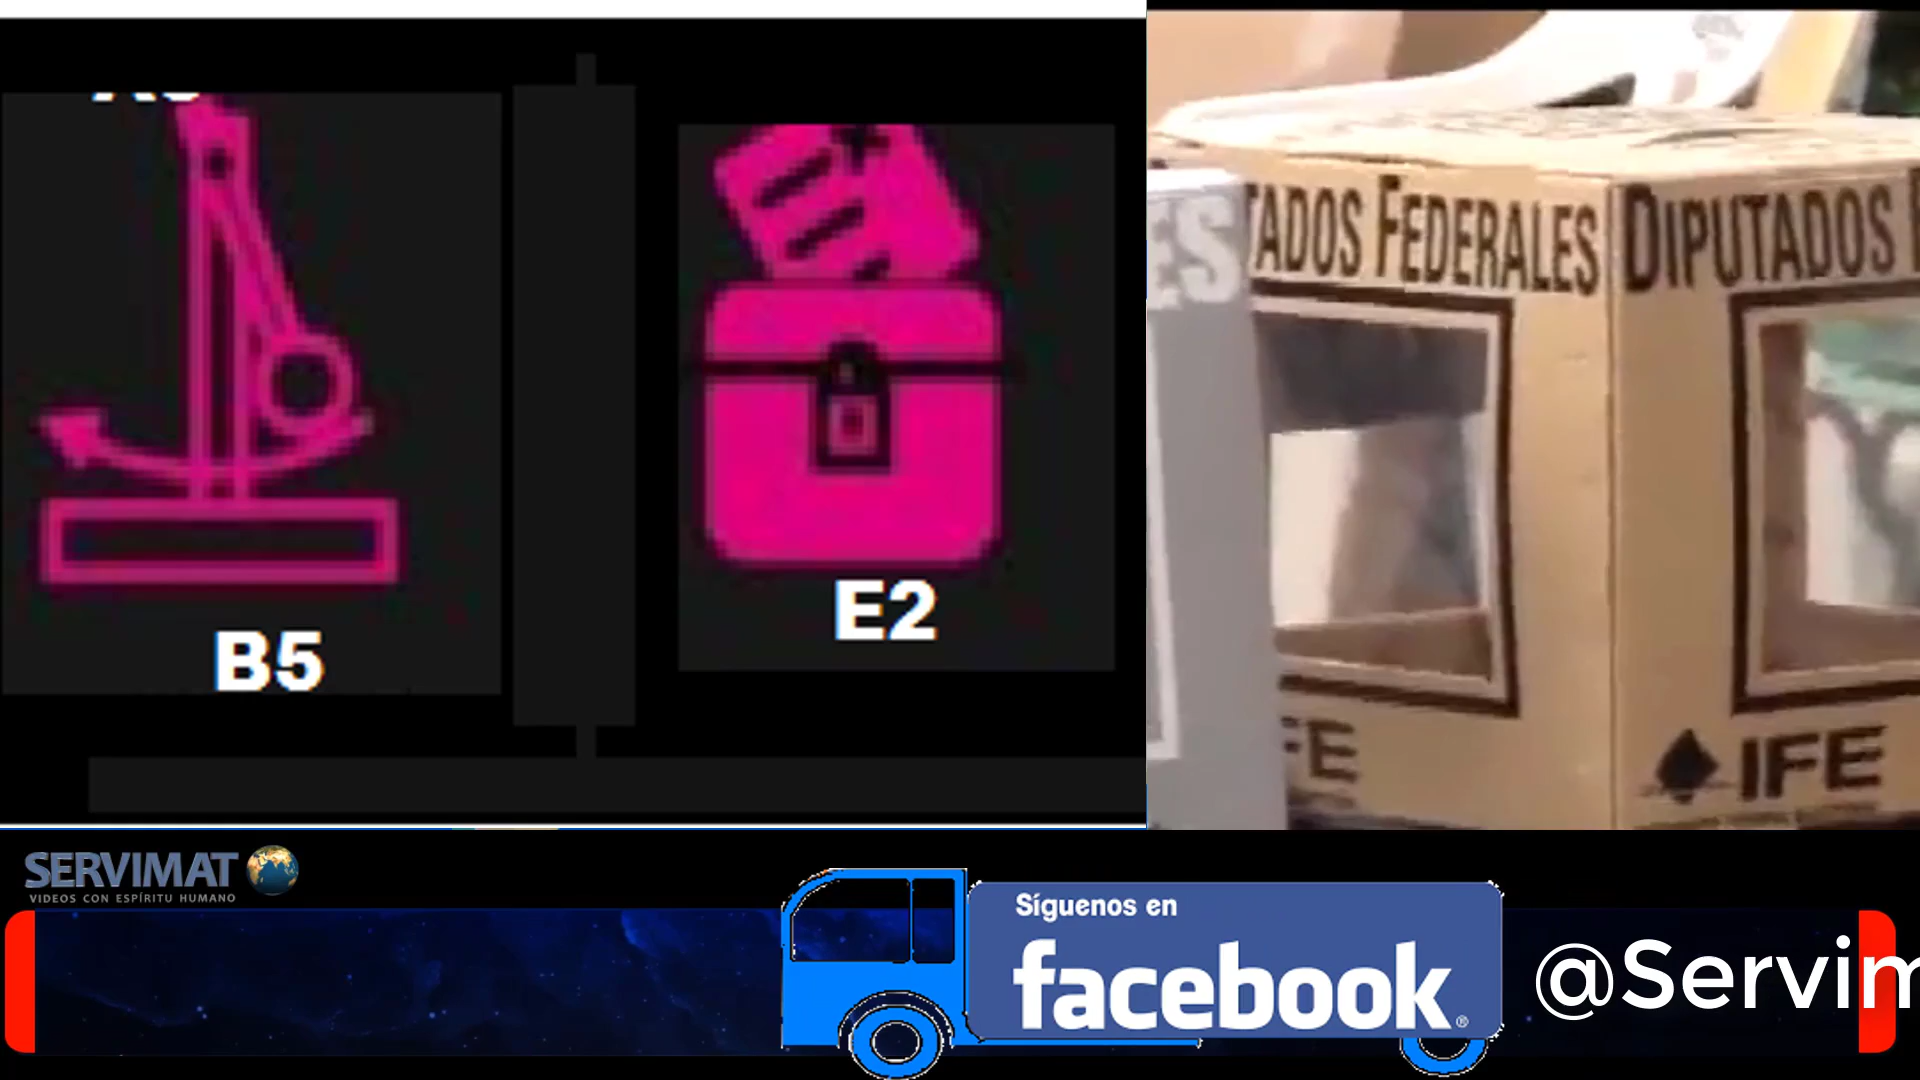 B5
E2
ES
TADOS FEDERALES
DIPUTADOS
FE
IFE
SERVIMAT
VIDEOS CON ESPÍRITU HUMANO
Síguenos en
facebook®
@Servim